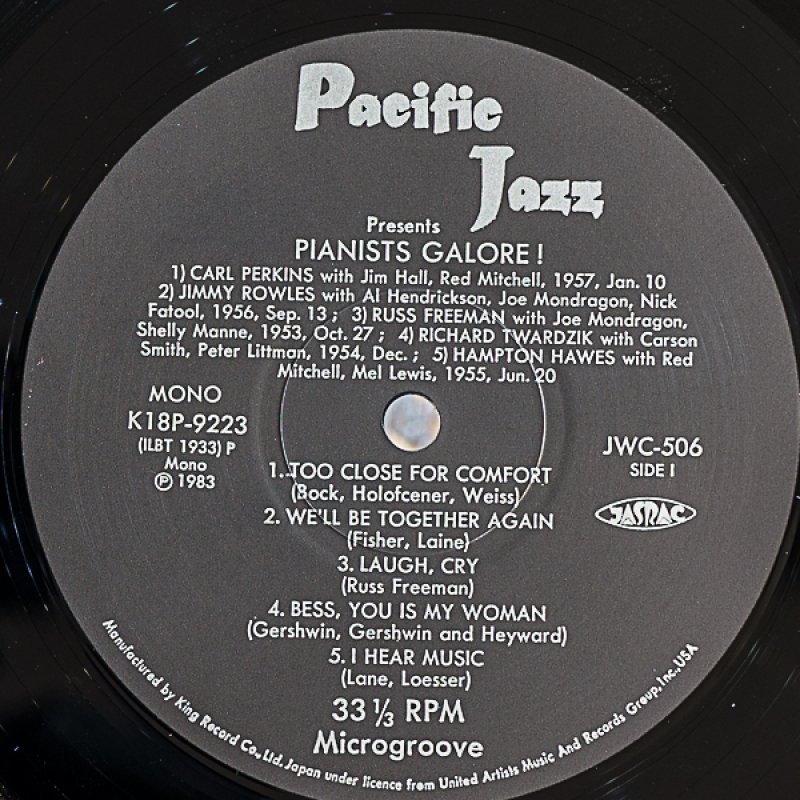 Pacific
Jazz
Presents
PIANISTS GALORE!
1) CARL PERKINS with Jim Hall, Red Mitchell, 1957, Jan. 10
2) JIMMY ROWLES with Al Hendrickson, Joe Mondragon, Nick
Fatool, 1956, Sep. 13 ; 3) RUSS FREEMAN with Joe Mondragon,
Shelly Manne, 1953, Oct. 27 ; 4) RICHARD TWARDZIK with Carson
Smith, Peter Littman, 1954, Dec. ; 5) HAMPTON HAWES with Red
Mitchell, Mel Lewis, 1955, Jun. 20
MONO
K18P-9223
(ILBT 1933) P
Mono
℗ 1983
JWC-506
SIDE I
JASRAC
1. TOO CLOSE FOR COMFORT
(Bock, Holofcener, Weiss)
2. WE'LL BE TOGETHER AGAIN
(Fisher, Laine)
3. LAUGH, CRY
(Russ Freeman)
4. BESS, YOU IS MY WOMAN
(Gershwin, Gershwin and Heyward)
5. I HEAR MUSIC
(Lane, Loesser)
33 ⅓ RPM
Microgroove
Manufactured by King Record Co., Ltd. Japan under licence from United Artists Music And Records Group, Inc., USA